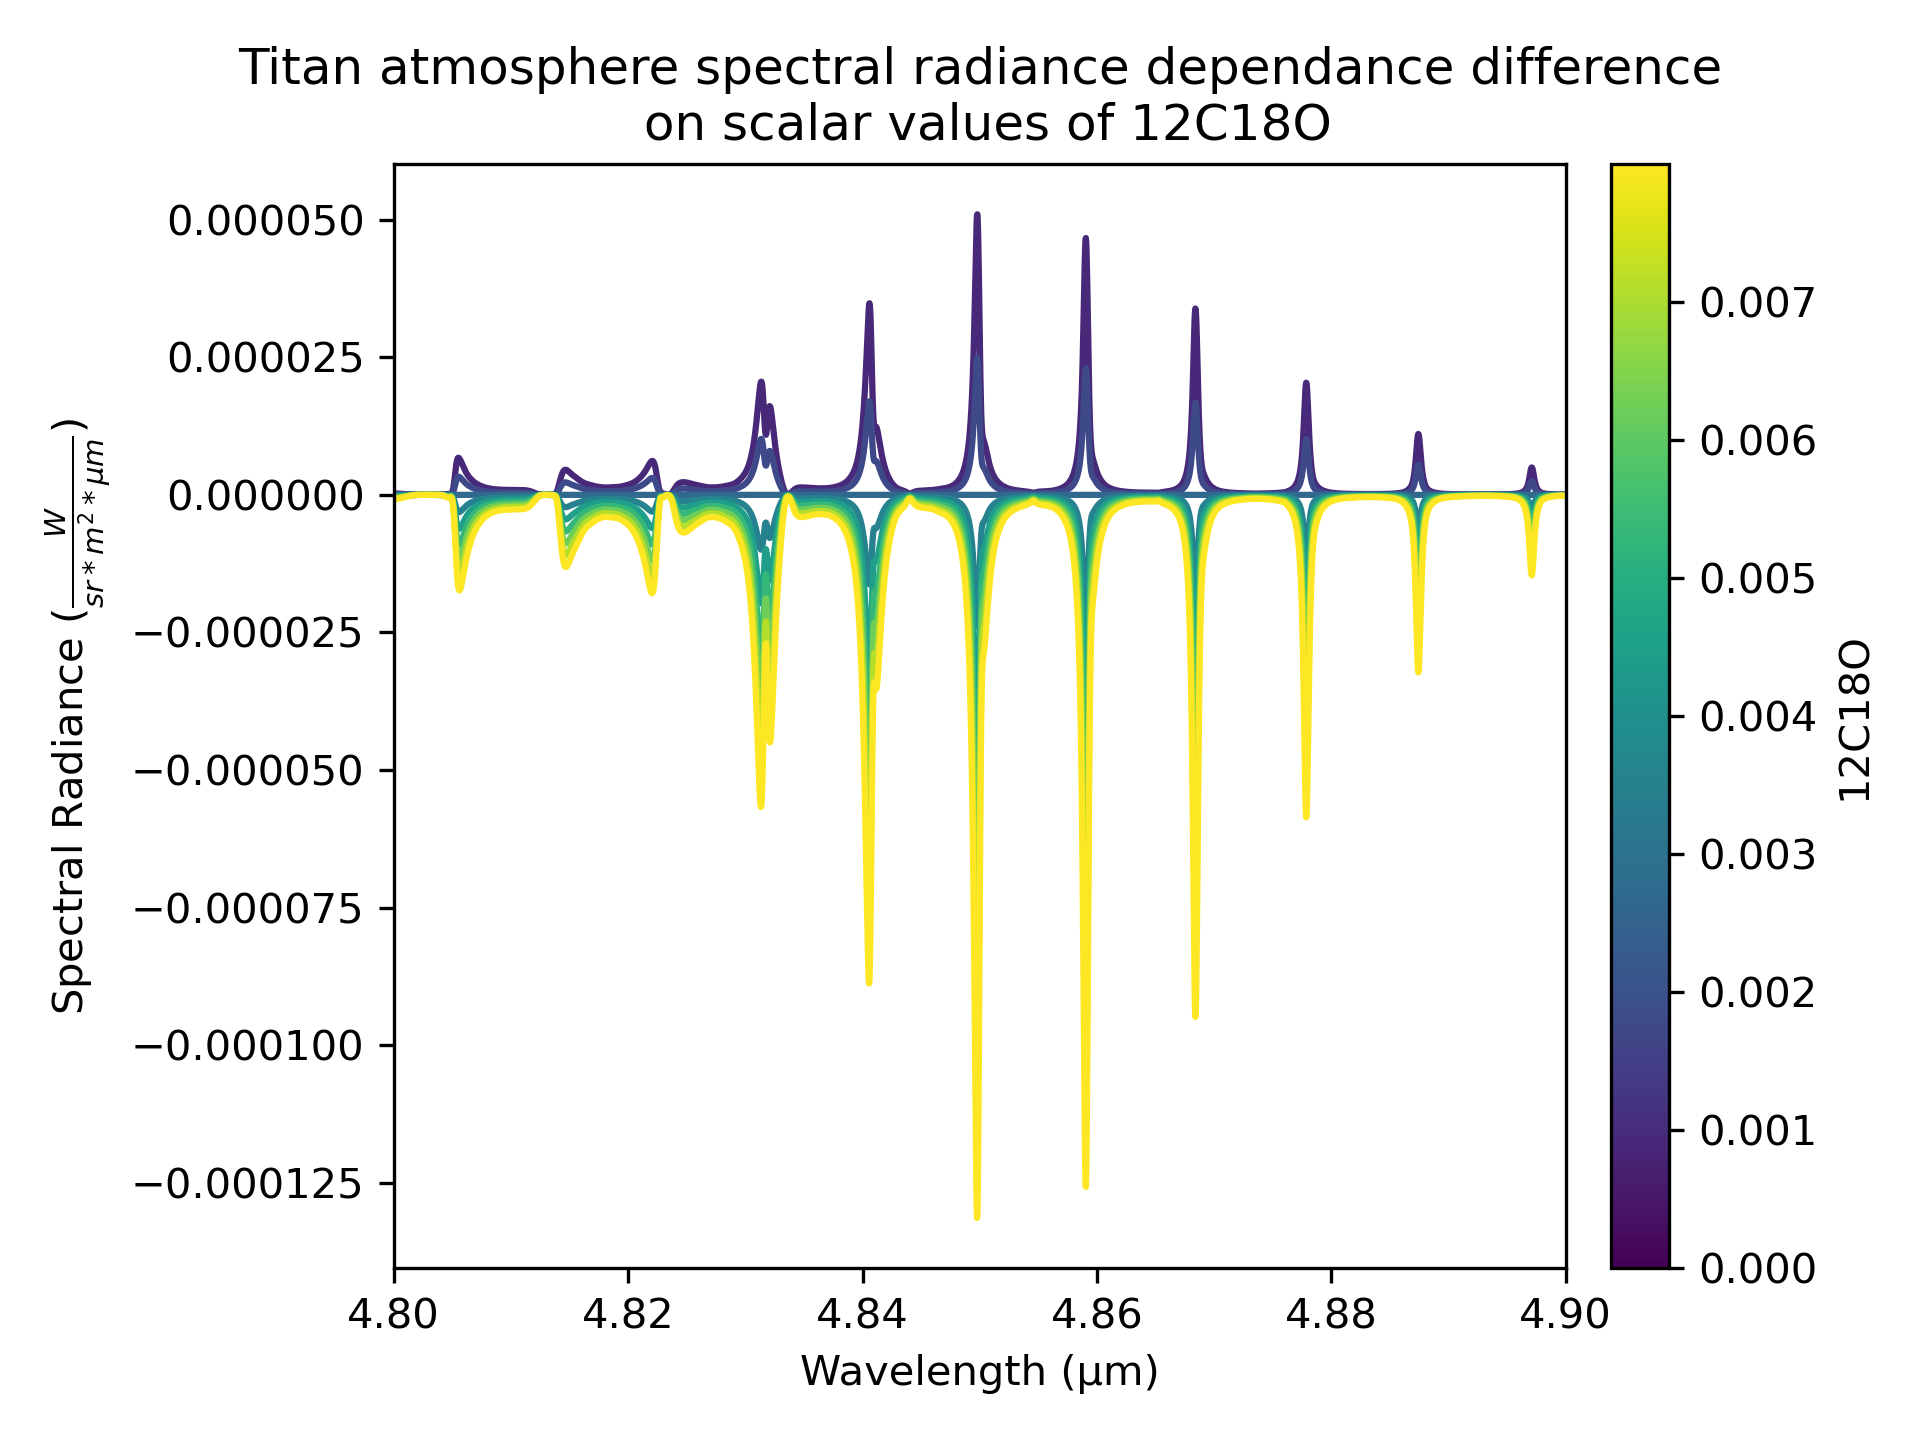 Titan atmosphere spectral radiance dependance difference
on scalar values of 12C18O
Spectral Radiance (W / sr * m² * μm)
0.000050
0.000025
0.000000
−0.000025
−0.000050
−0.000075
−0.000100
−0.000125
4.80 4.82 4.84 4.86 4.88 4.90
Wavelength (μm)
0.007
0.006
0.005
0.004
0.003
0.002
0.001
0.000
12C18O